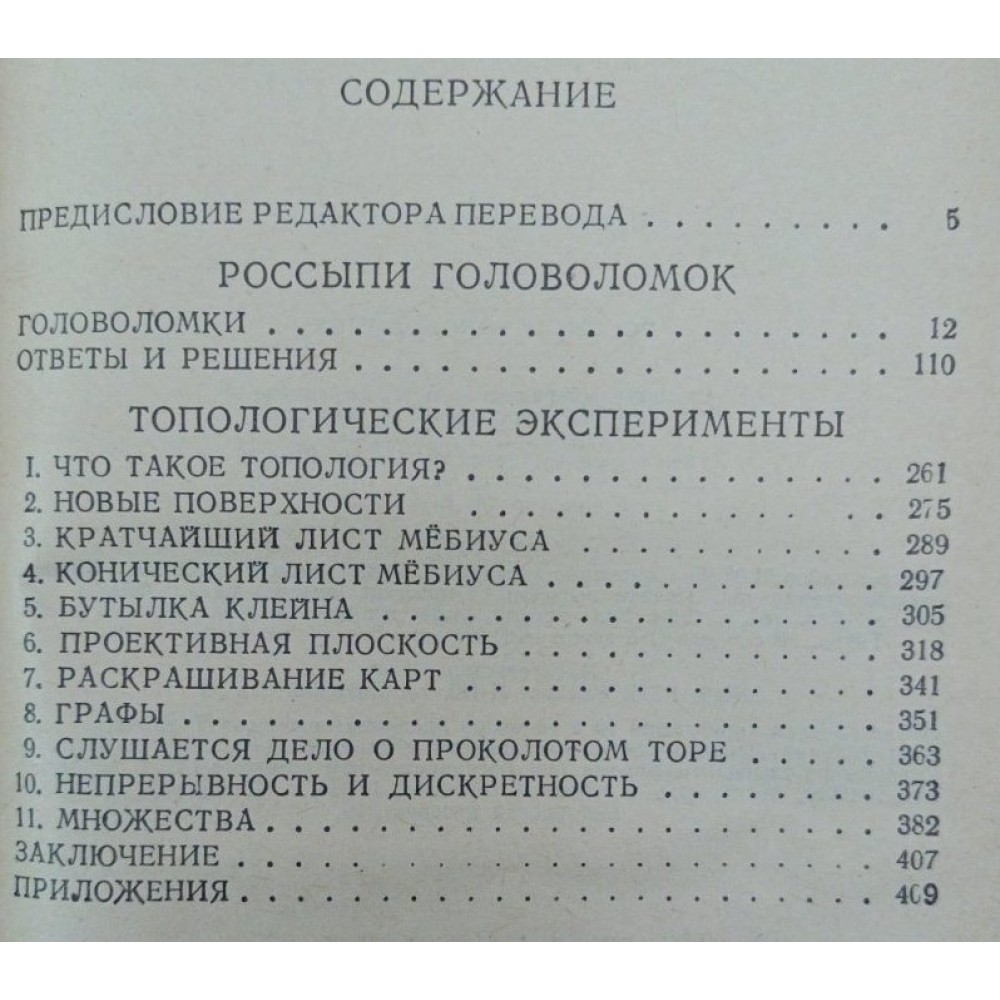 СОДЕРЖАНИЕ
ПРЕДИСЛОВИЕ РЕДАКТОРА ПЕРЕВОДА . . . . . . . . . 5
РОССЫПИ ГОЛОВОЛОМОК
ГОЛОВОЛОМКИ . . . . . . . . . . . . . . . . . . . . 12
ОТВЕТЫ И РЕШЕНИЯ . . . . . . . . . . . . . . . . . 110
ТОПОЛОГИЧЕСКИЕ ЭКСПЕРИМЕНТЫ
1. ЧТО ТАКОЕ ТОПОЛОГИЯ? . . . . . . . . . . . . . . . 261
2. НОВЫЕ ПОВЕРХНОСТИ . . . . . . . . . . . . . . 275
3. КРАТЧАЙШИЙ ЛИСТ МЁБИУСА . . . . . . . . . . . 289
4. КОНИЧЕСКИЙ ЛИСТ МЁБИУСА . . . . . . . . . . . . 297
5. БУТЫЛКА КЛЕЙНА . . . . . . . . . . . . . . . . . . 305
6. ПРОЕКТИВНАЯ ПЛОСКОСТЬ . . . . . . . . . . . . . 318
7. РАСКРАШИВАНИЕ КАРТ . . . . . . . . . . . . . . . 341
8. ГРАФЫ . . . . . . . . . . . . . . . . . . . . . . . . 351
9. СЛУШАЕТСЯ ДЕЛО О ПРОКОЛОТОМ ТОРЕ . . . . . 363
10. НЕПРЕРЫВНОСТЬ И ДИСКРЕТНОСТЬ . . . . . . . . 373
11. МНОЖЕСТВА . . . . . . . . . . . . . . . . . . . . . 382
ЗАКЛЮЧЕНИЕ . . . . . . . . . . . . . . . . . . . . . . 407
ПРИЛОЖЕНИЯ . . . . . . . . . . . . . . . . . . . . . . 409